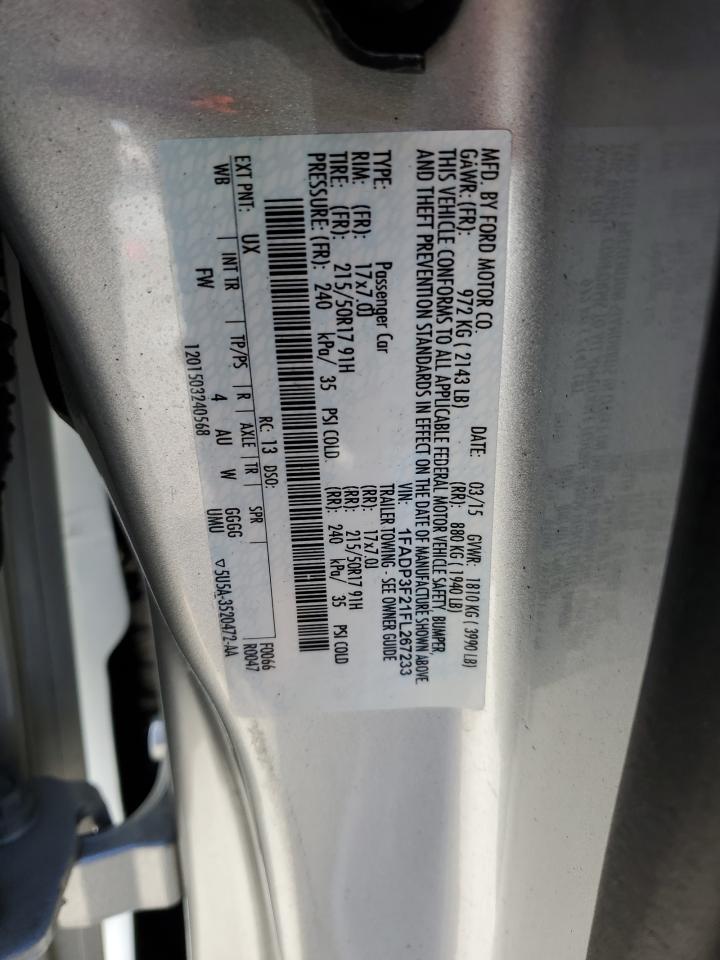 MFD. BY FORD MOTOR CO. DATE: 03/15 GVWR: 1810 KG ( 3990 LB)
GAWR: (FR): 972 KG ( 2143 LB) (RR): 880 KG ( 1940 LB)
THIS VEHICLE CONFORMS TO ALL APPLICABLE FEDERAL MOTOR VEHICLE SAFETY, BUMPER,
AND THEFT PREVENTION STANDARDS IN EFFECT ON THE DATE OF MANUFACTURE SHOWN ABOVE.
VIN: 1FADP3F21FL267233
TYPE: Passenger Car TRAILER TOWING - SEE OWNER GUIDE
RIM: (FR): 17x7.0J (RR): 17x7.0J
TIRE: (FR): 215/50R17 91H (RR): 215/50R17 91H
PRESSURE: (FR): 240 kPa/ 35 PSI COLD (RR): 240 kPa/ 35 PSI COLD
EXT PNT: UX RC: 13 DSO: F0066
WB INT TR TP/PS R AXLE TR SPR R0047
FW 4 AU W GGGG
UMU
1201503240568 ▽5U5A-3520472-AA